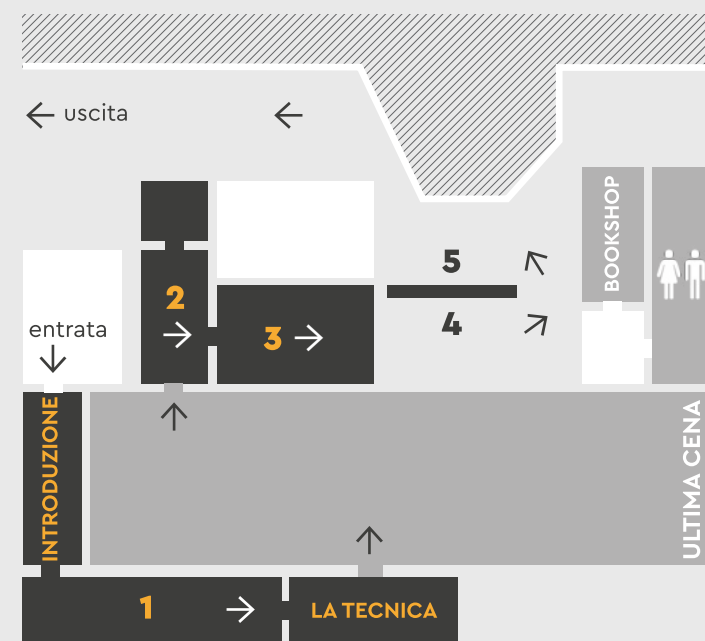 uscita
BOOKSHOP
5
2
4
entrata
3
INTRODUZIONE
ULTIMA CENA
1
LA TECNICA